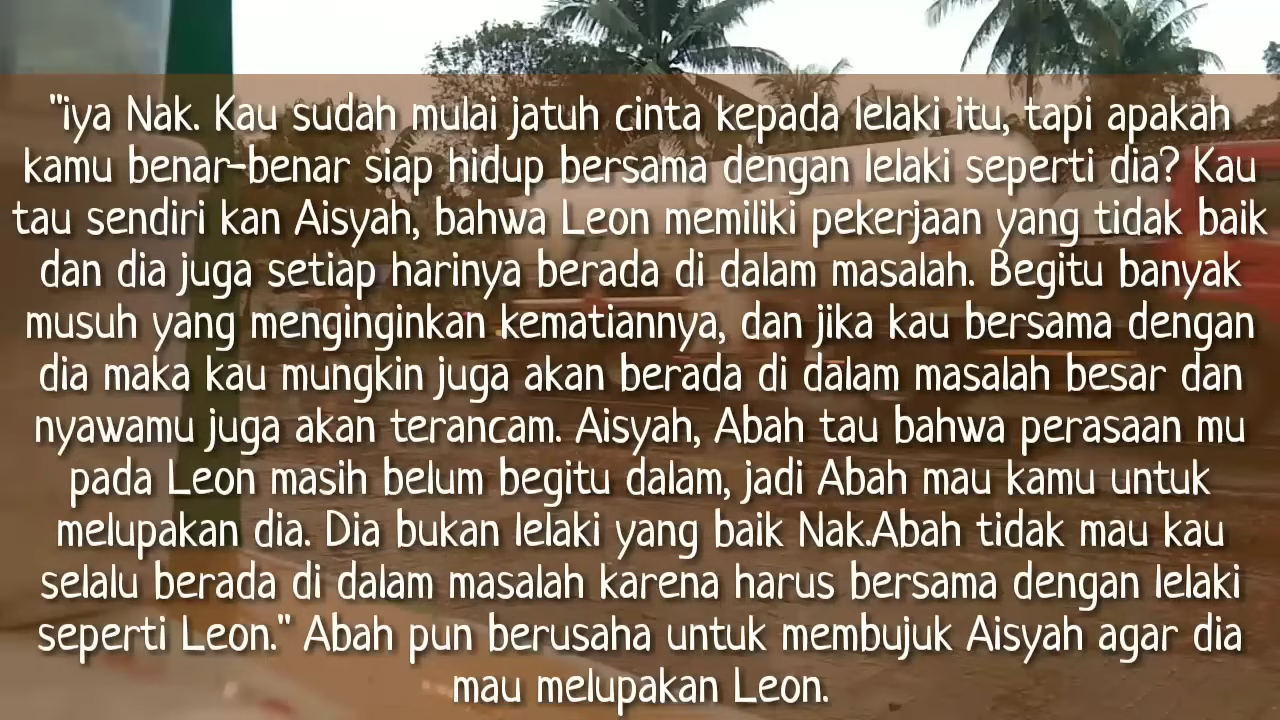 "iya Nak. Kau sudah mulai jatuh cinta kepada lelaki itu, tapi apakah
kamu benar-benar siap hidup bersama dengan lelaki seperti dia? Kau
tau sendiri kan Aisyah, bahwa Leon memiliki pekerjaan yang tidak baik
dan dia juga setiap harinya berada di dalam masalah. Begitu banyak
musuh yang menginginkan kematiannya, dan jika kau bersama dengan
dia maka kau mungkin juga akan berada di dalam masalah besar dan
nyawamu juga akan terancam. Aisyah, Abah tau bahwa perasaan mu
pada Leon masih belum begitu dalam, jadi Abah mau kamu untuk
melupakan dia. Dia bukan lelaki yang baik Nak.Abah tidak mau kau
selalu berada di dalam masalah karena harus bersama dengan lelaki
seperti Leon." Abah pun berusaha untuk membujuk Aisyah agar dia
mau melupakan Leon.